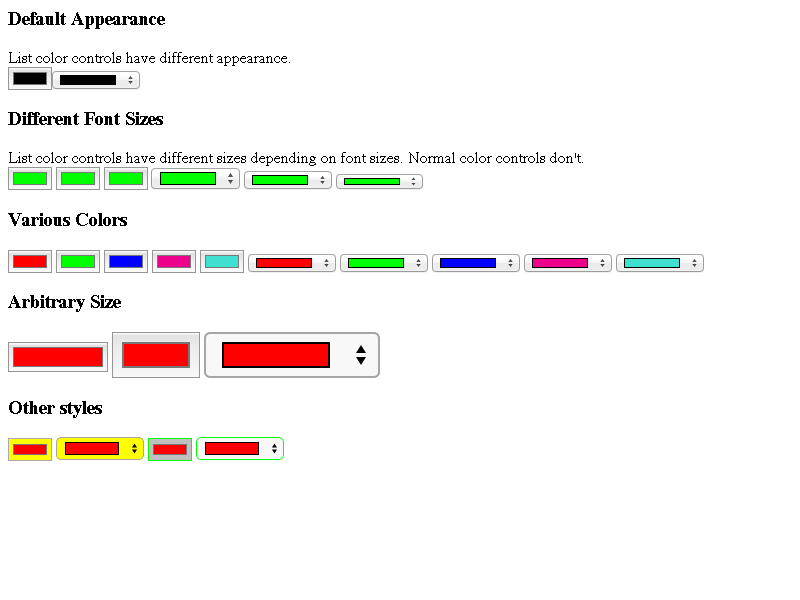 Default Appearance
List color controls have different appearance.
Different Font Sizes
List color controls have different sizes depending on font sizes. Normal color controls don't.
Various Colors
Arbitrary Size
Other styles